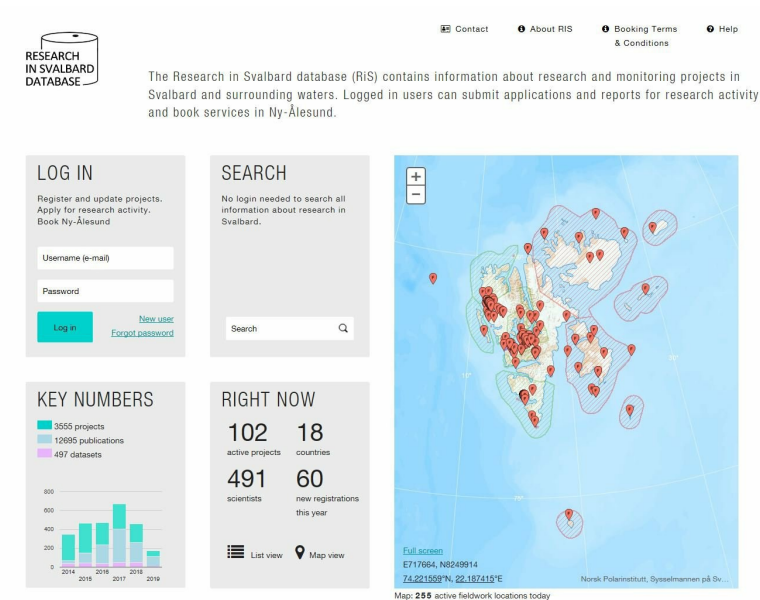 RESEARCH
IN SVALBARD
DATABASE
Contact
About RIS
Booking Terms
& Conditions
Help
The Research in Svalbard database (RiS) contains information about research and monitoring projects in
Svalbard and surrounding waters. Logged in users can submit applications and reports for research activity
and book services in Ny-Ålesund.
LOG IN
Register and update projects.
Apply for research activity.
Book Ny-Ålesund
Username (e-mail)
Password
Log in
New user
Forgot password
SEARCH
No login needed to search all
information about research in
Svalbard.
Search
KEY NUMBERS
3555 projects
12695 publications
497 datasets
800
600
400
200
0
2014
2015
2016
2017
2018
2019
RIGHT NOW
102
active projects
18
countries
491
scientists
60
new registrations
this year
List view
Map view
+
−
Full screen
E717664, N8249914
74.221559°N, 22.187415°E
Norsk Polarinstitutt, Sysselmannen på Sv...
Map: 255 active fieldwork locations today